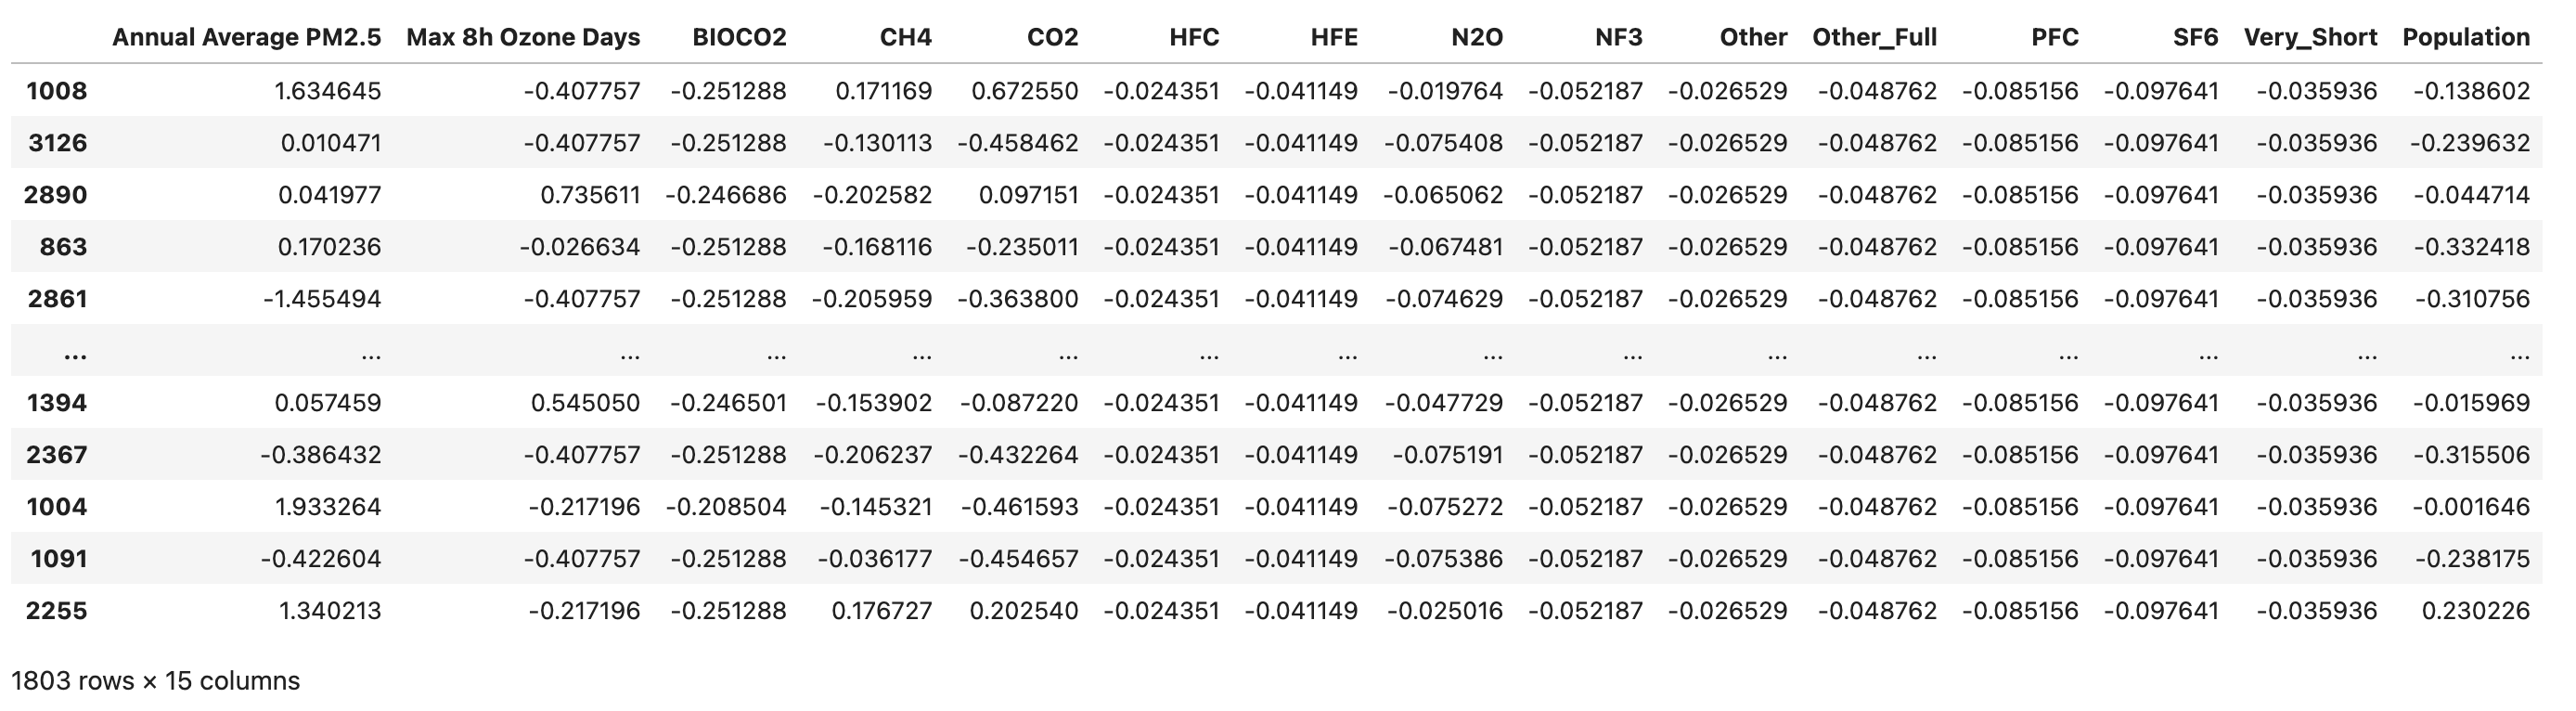 Annual Average PM2.5 Max 8h Ozone Days BIOCO2 CH4 CO2 HFC HFE N2O NF3 Other Other_Full PFC SF6 Very_Short Population
1008 1.634645 -0.407757 -0.251288 0.171169 0.672550 -0.024351 -0.041149 -0.019764 -0.052187 -0.026529 -0.048762 -0.085156 -0.097641 -0.035936 -0.138602
3126 0.010471 -0.407757 -0.251288 -0.130113 -0.458462 -0.024351 -0.041149 -0.075408 -0.052187 -0.026529 -0.048762 -0.085156 -0.097641 -0.035936 -0.239632
2890 0.041977 0.735611 -0.246686 -0.202582 0.097151 -0.024351 -0.041149 -0.065062 -0.052187 -0.026529 -0.048762 -0.085156 -0.097641 -0.035936 -0.044714
863 0.170236 -0.026634 -0.251288 -0.168116 -0.235011 -0.024351 -0.041149 -0.067481 -0.052187 -0.026529 -0.048762 -0.085156 -0.097641 -0.035936 -0.332418
2861 -1.455494 -0.407757 -0.251288 -0.205959 -0.363800 -0.024351 -0.041149 -0.074629 -0.052187 -0.026529 -0.048762 -0.085156 -0.097641 -0.035936 -0.310756
... ... ... ... ... ... ... ... ... ... ... ... ... ... ... ...
1394 0.057459 0.545050 -0.246501 -0.153902 -0.087220 -0.024351 -0.041149 -0.047729 -0.052187 -0.026529 -0.048762 -0.085156 -0.097641 -0.035936 -0.015969
2367 -0.386432 -0.407757 -0.251288 -0.206237 -0.432264 -0.024351 -0.041149 -0.075191 -0.052187 -0.026529 -0.048762 -0.085156 -0.097641 -0.035936 -0.315506
1004 1.933264 -0.217196 -0.208504 -0.145321 -0.461593 -0.024351 -0.041149 -0.075272 -0.052187 -0.026529 -0.048762 -0.085156 -0.097641 -0.035936 -0.001646
1091 -0.422604 -0.407757 -0.251288 -0.036177 -0.454657 -0.024351 -0.041149 -0.075386 -0.052187 -0.026529 -0.048762 -0.085156 -0.097641 -0.035936 -0.238175
2255 1.340213 -0.217196 -0.251288 0.176727 0.202540 -0.024351 -0.041149 -0.025016 -0.052187 -0.026529 -0.048762 -0.085156 -0.097641 -0.035936 0.230226
1803 rows × 15 columns